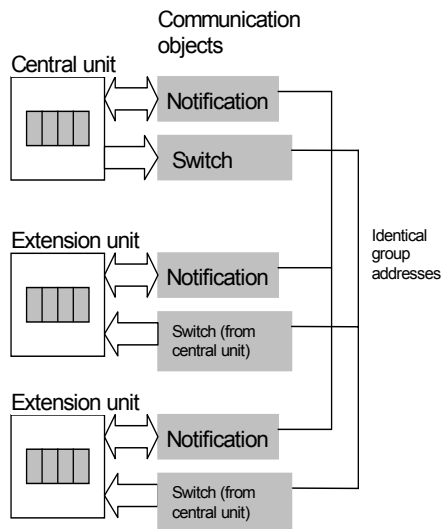 Communication
objects
Central unit
Notification
Switch
Identical
group
addresses
Extension unit
Notification
Switch (from
central unit)
Extension unit
Notification
Switch (from
central unit)